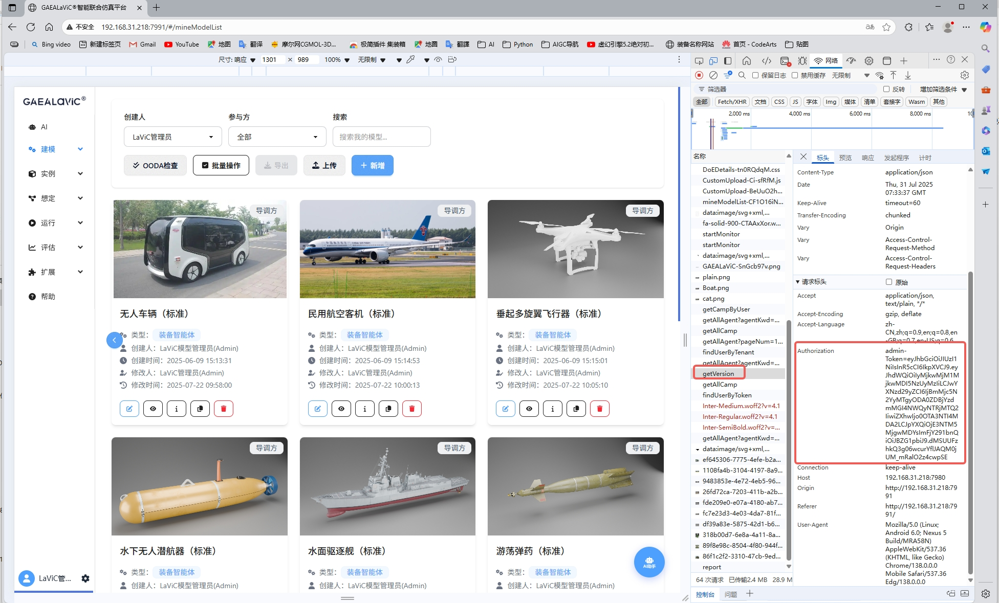 GAEALaViC®智能联合仿真平台
不安全 192.168.31.218:7991/#/mineModelList
Bing video 新建标签页 Gmail YouTube 地图 翻译 摩尔网CGMOL-3D... 极简插件 集装箱 地圖 翻譯 AI Python AIGC导航 虚幻引擎5.2绝对初... 装备名称网站 首页 - CodeArts 贴图
尺寸: 响应 1301 × 989 100% 无限制
GAEALaViC®
AI
建模
实例
想定
运行
评估
扩展
帮助
LaViC管...
创建人 参与方 搜索
LaViC管理员 全部 搜索我的模型...
OODA检查 批量操作 导出 上传 新增
导调方
无人车辆（标准）
类型： 装备智能体
创建人：LaViC模型管理员(Admin)
创建时间：2025-06-09 15:13:31
修改人：LaViC管理员(Admin)
修改时间：2025-07-22 09:58:00
导调方
民用航空客机（标准）
类型： 装备智能体
创建人：LaViC模型管理员(Admin)
创建时间：2025-06-09 15:14:53
修改人：LaViC管理员(Admin)
修改时间：2025-07-22 10:00:13
导调方
垂起多旋翼飞行器（标准）
类型： 装备智能体
创建人：LaViC模型管理员(Admin)
创建时间：2025-06-09 15:15:01
修改人：LaViC管理员(Admin)
修改时间：2025-07-22 10:05:10
导调方
水下无人潜航器（标准）
类型： 装备智能体
创建人：LaViC模型管理员(Admin)
导调方
水面驱逐舰（标准）
类型： 装备智能体
创建人：LaViC模型管理员(Admin)
导调方
游荡弹药（标准）
类型： 装备智能体
创建人：LaViC模型管理员(Admin)
AI助手
网络
保留日志 禁用缓存 无限制
筛选器 反转 增加筛选条件
全部 Fetch/XHR 文档 CSS JS 字体 Img 媒体 清单 套接字 Wasm 其他
2,000 ms 4,000 ms 6,000 ms 8,000 ms 10
名称
DoEDetails-tn0RQdqM.css
CustomUpload-Ci-sfRfM.js
CustomUpload-BeUuO2h...
mineModelList-CF1O16iN...
data:image/svg+xml,...
fa-solid-900-CTAAxXor.w...
startMonitor
startMonitor
data:image/svg+xml,...
GAEALaViC-SnGcb97v.png
plain.png
Boat.png
cat.png
getCampByUser
getAllAgent?agentKwd=...
getAllCamp
getAllAgent?pageNum=1...
findUserByTenant
getAllAgent?agentKwd=...
getVersion
getAllCamp
findUserByToken
Inter-Medium.woff2?v=4.1
Inter-Regular.woff2?v=4.1
Inter-SemiBold.woff2?v=...
getAllAgent?agentKwd=...
data:image/svg+xml,...
ef645306-7775-4efe-b2a...
1108fa4b-3104-4197-8a9...
9483853e-4e72-4eb5-96...
26fd72ca-7203-411b-a2b...
fde209e0-e07a-4180-ab7...
fc7e23d3-4e03-4da7-81f...
df39a83e-5875-42d1-b6...
318b00d7-6e8a-4a11-8a...
89f8e98c-8504-4f80-944f...
86f1c2f2-3310-47cb-9ed...
report
64 次请求 已传输2.4 MB 28.9 M
标头 预览 响应 发起程序 计时
Content-Type application/json
Date Thu, 31 Jul 2025
07:33:37 GMT
Keep-Alive timeout=60
Transfer-Encoding chunked
Vary Origin
Vary Access-Control-
Request-Method
Vary Access-Control-
Request-Headers
请求标头 原始
Accept application/json,
text/plain, */*
Accept-Encoding gzip, deflate
Accept-Language zh-
CN,zh;q=0.9,en;q=0.8,en
-GB;q=0.7,en-US;q=0.6
Authorization admin-
Token=eyJhbGciOiJIUzI1
NiIsInR5cCI6IkpXVCJ9.ey
Connection keep-alive
Host 192.168.31.218:7980
Origin http://192.168.31.218:79
91
Referer http://192.168.31.218:79
91/
User-Agent Mozilla/5.0 (Linux;
Android 6.0; Nexus 5
Build/MRA58N)
AppleWebKit/537.36
(KHTML, like Gecko)
Chrome/138.0.0.0
Mobile Safari/537.36
Edg/138.0.0.0
控制台 问题